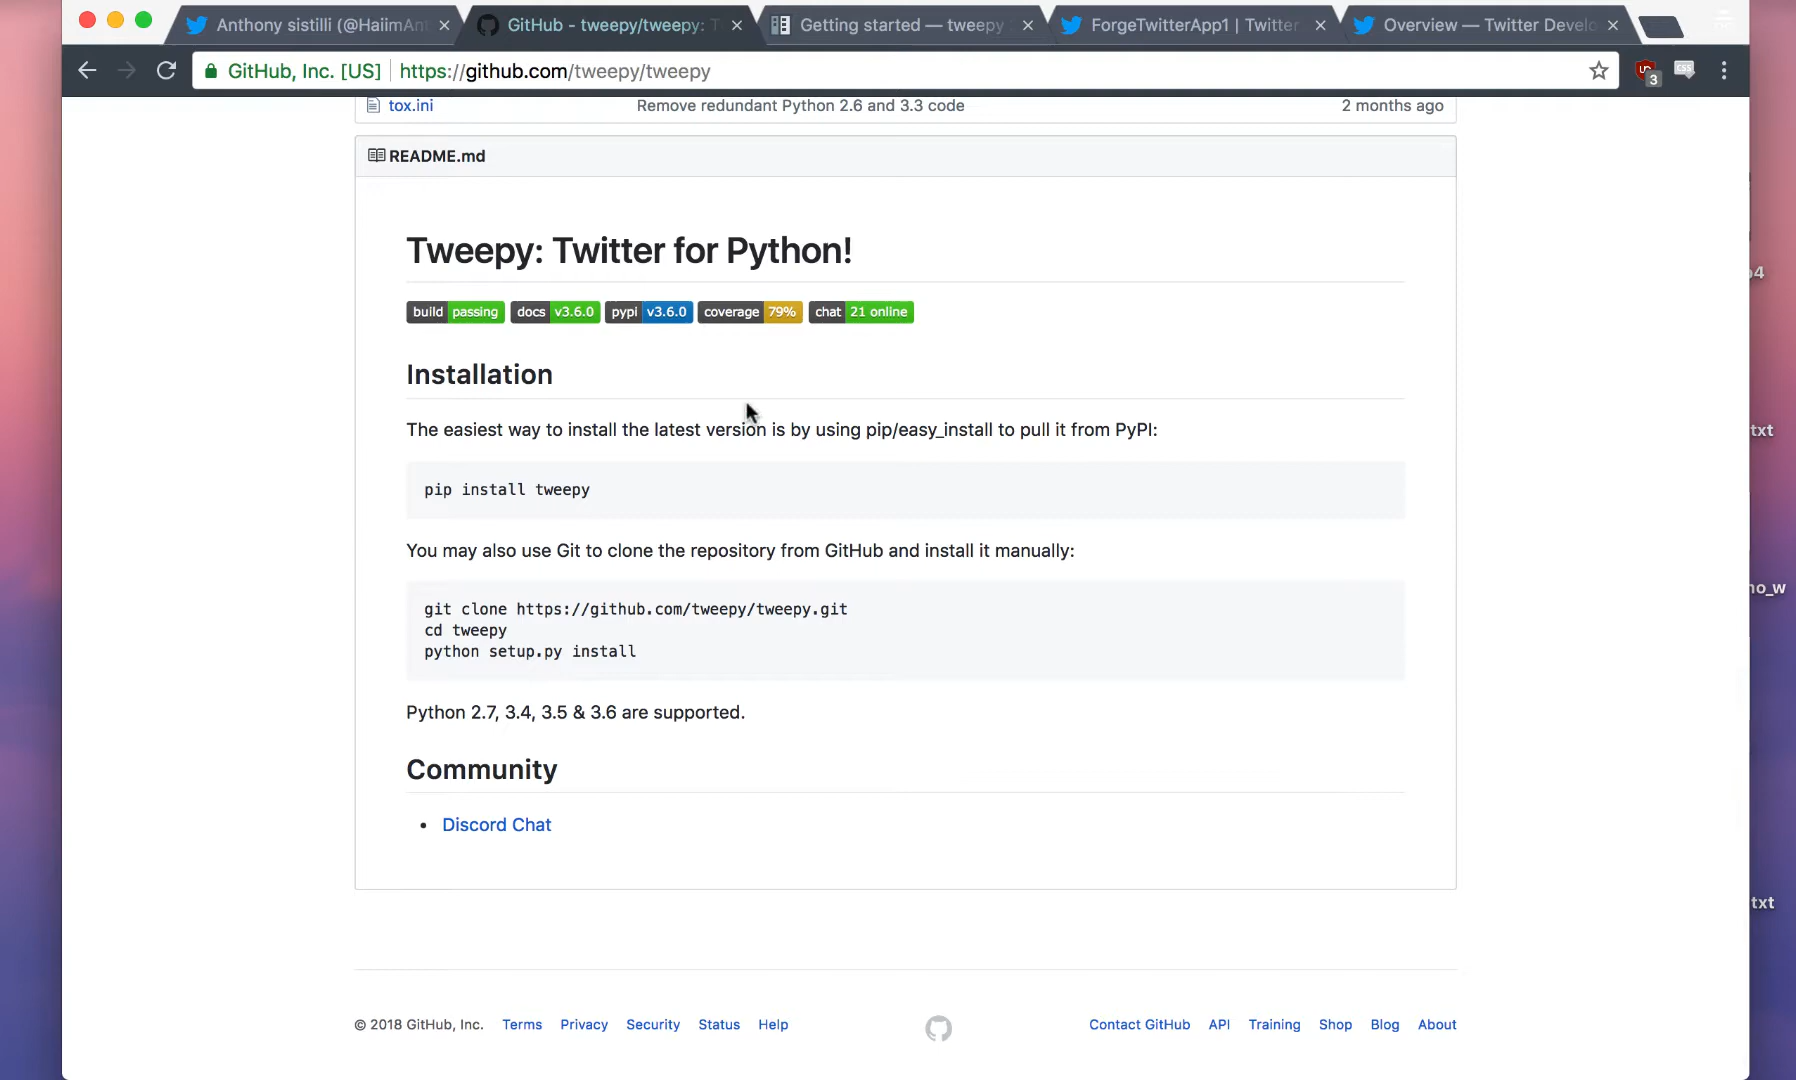 Anthony sistilli (@HaiimAn
GitHub - tweepy/tweepy: T
Getting started — tweepy
ForgeTwitterApp1 | Twitter
Overview — Twitter Develo
GitHub, Inc. [US] https://github.com/tweepy/tweepy
3
CSS
tox.ini Remove redundant Python 2.6 and 3.3 code 2 months ago
README.md
Tweepy: Twitter for Python!
build passing docs v3.6.0 pypi v3.6.0 coverage 79% chat 21 online
Installation
The easiest way to install the latest version is by using pip/easy_install to pull it from PyPI:
pip install tweepy
You may also use Git to clone the repository from GitHub and install it manually:
git clone https://github.com/tweepy/tweepy.git
cd tweepy
python setup.py install
Python 2.7, 3.4, 3.5 & 3.6 are supported.
Community
• Discord Chat
© 2018 GitHub, Inc. Terms Privacy Security Status Help Contact GitHub API Training Shop Blog About
txt
no_w
txt